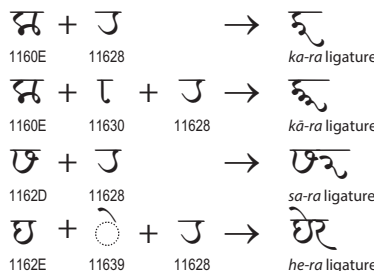 𑘎 + 𑘨 → 𑘎𑘨
1160E 11628 ka-ra ligature
𑘎 + 𑘰 + 𑘨 → 𑘎𑘰𑘨
1160E 11630 11628 kā-ra ligature
𑘭 + 𑘨 → 𑘭𑘨
1162D 11628 sa-ra ligature
𑘮 + ◌𑘹 + 𑘨 → 𑘮𑘹𑘨
1162E 11639 11628 he-ra ligature